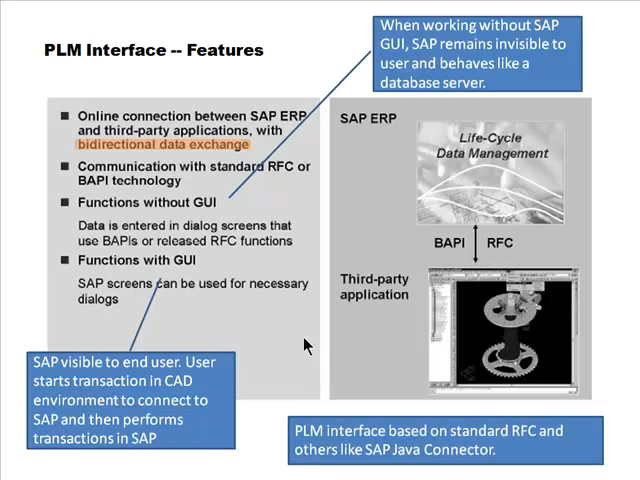 PLM Interface -- Features
When working without SAP
GUI, SAP remains invisible to
user and behaves like a
database server.
Online connection between SAP ERP
and third-party applications, with
bidirectional data exchange
Communication with standard RFC or
BAPI technology
Functions without GUI
Data is entered in dialog screens that
use BAPIs or released RFC functions
Functions with GUI
SAP screens can be used for necessary
dialogs
SAP visible to end user. User
starts transaction in CAD
environment to connect to
SAP and then performs
transactions in SAP
SAP ERP
Life-Cycle
Data Management
BAPI
RFC
Third-party
application
PLM interface based on standard RFC and
others like SAP Java Connector.